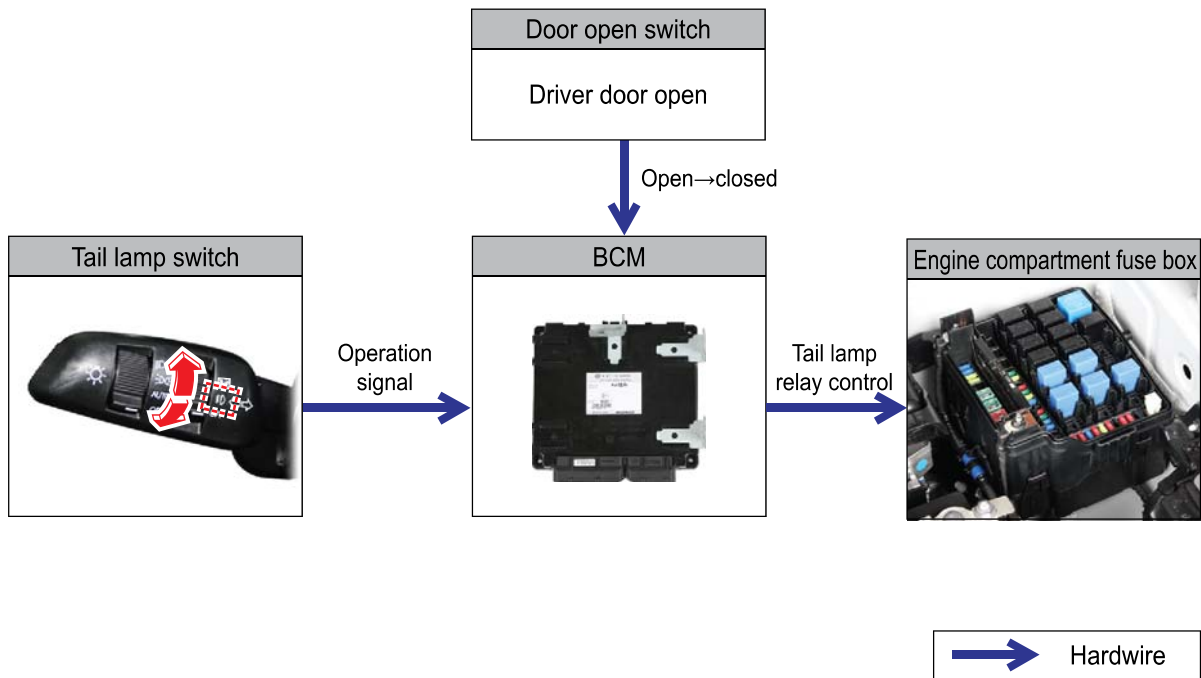 Door open switch
Driver door open
Open→closed
Tail lamp switch
BCM
Engine compartment fuse box
Operation
signal
Tail lamp
relay control
AUTO
Hardwire